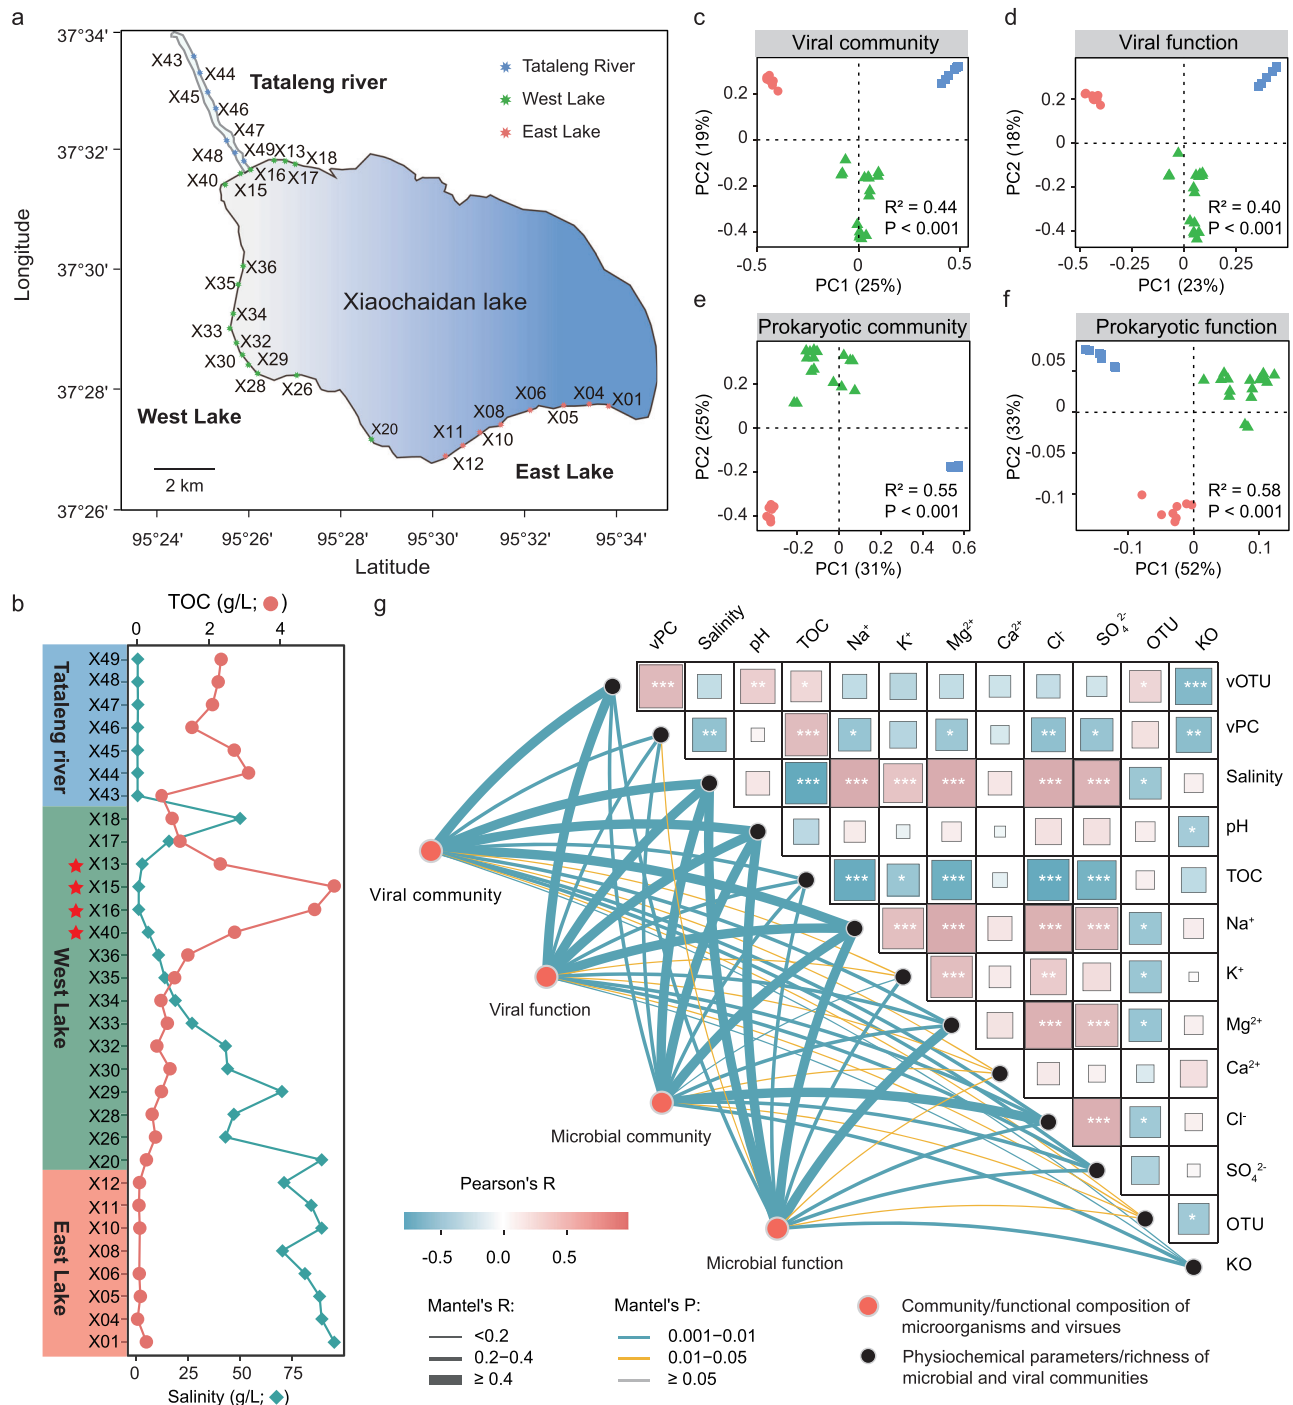 a
37°34'
37°32'
37°30'
37°28'
37°26'
Longitude
95°24'
95°26'
95°28'
95°30'
95°32'
95°34'
Latitude
Tataleng river
Tataleng River
West Lake
East Lake
X43
X44
X45
X46
X47
X48
X49
X13
X18
X40
X15
X16
X17
X36
X35
X34
X33
X32
X30
X29
X28
X26
X20
Xiaochaidan lake
West Lake
East Lake
X06
X04
X01
X08
X05
X11
X10
X12
2 km
c
Viral community
PC2 (19%)
0.2
0
-0.2
-0.4
-0.5
0
0.5
PC1 (25%)
R² = 0.44
P < 0.001
d
Viral function
PC2 (18%)
0.2
0
-0.2
-0.4
-0.5
-0.25
0
0.25
PC1 (23%)
R² = 0.40
P < 0.001
e
Prokaryotic community
PC2 (25%)
0.2
0
-0.2
-0.4
-0.2
0
0.2
0.4
0.6
PC1 (31%)
R² = 0.55
P < 0.001
f
Prokaryotic function
PC2 (33%)
0.05
0
-0.05
-0.1
-0.1
0
0.1
PC1 (52%)
R² = 0.58
P < 0.001
b
TOC (g/L; )
0
2
4
Tataleng river
West Lake
East Lake
X49
X48
X47
X46
X45
X44
X43
X18
X17
X13
X15
X16
X40
X36
X35
X34
X33
X32
X30
X29
X28
X26
X20
X12
X11
X10
X08
X06
X05
X04
X01
0
25
50
75
Salinity (g/L; )
g
vPC
Salinity
pH
TOC
Na⁺
K⁺
Mg²⁺
Ca²⁺
Cl⁻
SO₄²⁻
OTU
KO
*** ** * * *** vOTU
** *** * * ** * ** vPC
*** *** *** *** *** *** * Salinity
* pH
*** * *** *** *** TOC
*** *** *** *** * Na⁺
*** ** * K⁺
*** *** * Mg²⁺
Ca²⁺
*** * Cl⁻
SO₄²⁻
* OTU
KO
Viral community
Viral function
Microbial community
Microbial function
Pearson's R
-0.5
0.0
0.5
Mantel's R:
<0.2
0.2−0.4
≥ 0.4
Mantel's P:
0.001−0.01
0.01−0.05
≥ 0.05
Community/functional composition of
microorganisms and virsues
Physiochemical parameters/richness of
microbial and viral communities